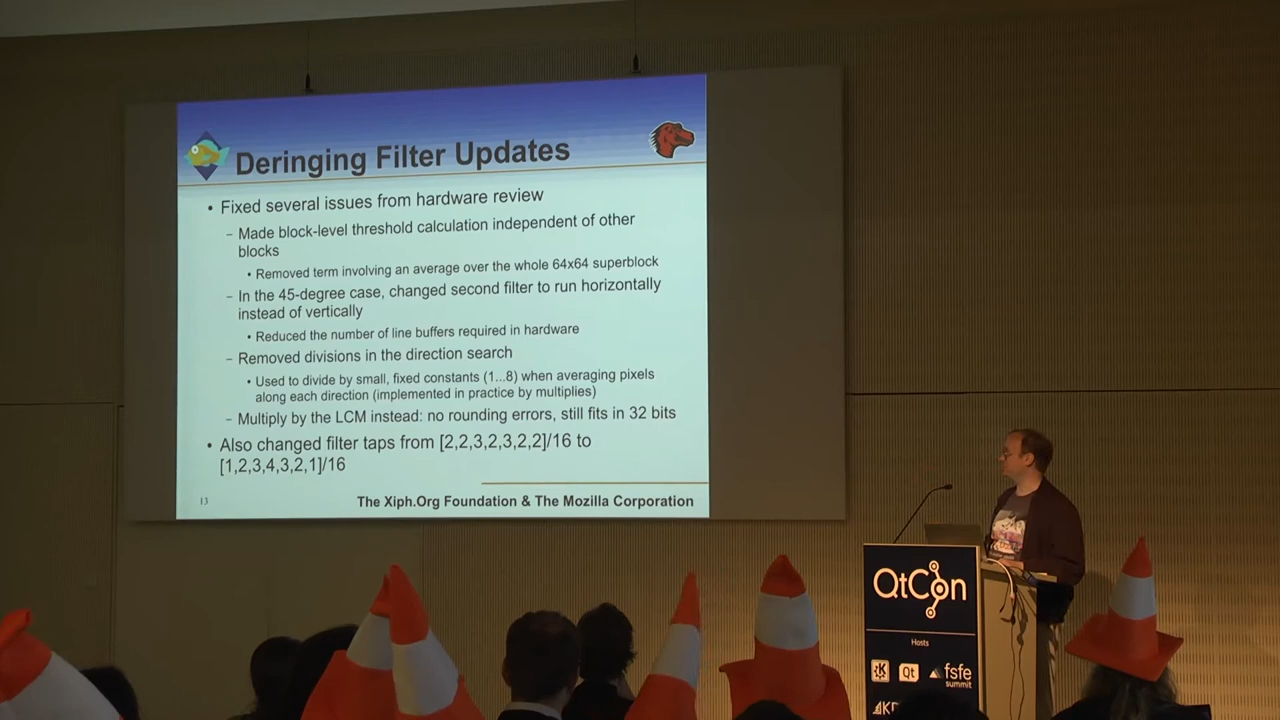 Deringing Filter Updates
• Fixed several issues from hardware review
– Made block-level threshold calculation independent of other
blocks
• Removed term involving an average over the whole 64x64 superblock
– In the 45-degree case, changed second filter to run horizontally
instead of vertically
• Reduced the number of line buffers required in hardware
– Removed divisions in the direction search
• Used to divide by small, fixed constants (1...8) when averaging pixels
along each direction (implemented in practice by multiplies)
– Multiply by the LCM instead: no rounding errors, still fits in 32 bits
• Also changed filter taps from [2,2,3,2,3,2,2]/16 to
[1,2,3,4,3,2,1]/16
13
The Xiph.Org Foundation & The Mozilla Corporation
QtCon
Hosts
K Qt fsfe
summit